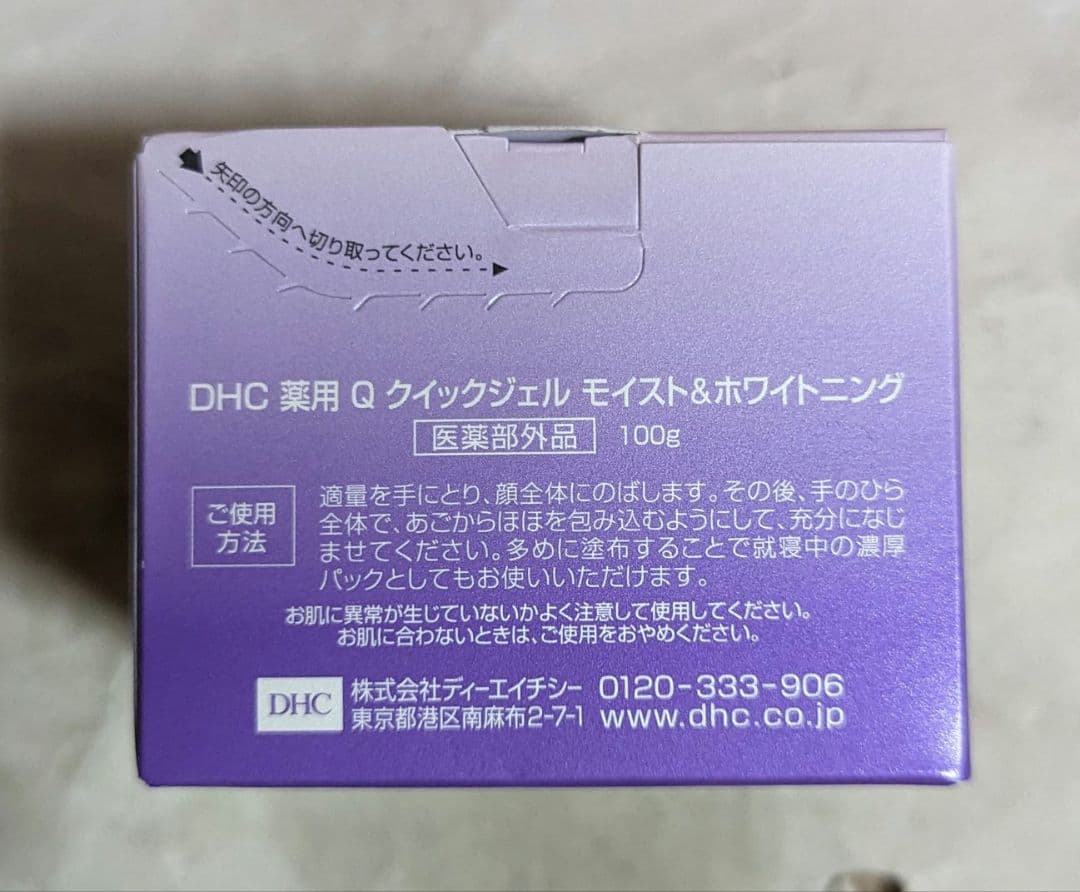 矢印の方向へ切り取ってください。
DHC 薬用 Q クイックジェル モイスト&ホワイトニング
医薬部外品 100g
ご使用
方法
適量を手にとり、顔全体にのばします。その後、手のひら
全体で、あごからほほを包み込むようにして、充分になじ
ませてください。多めに塗布することで就寝中の濃厚
パックとしてもお使いいただけます。
お肌に異常が生じていないかよく注意して使用してください。
お肌に合わないときは、ご使用をおやめください。
DHC
株式会社ディーエイチシー 0120-333-906
東京都港区南麻布2-7-1 www.dhc.co.jp